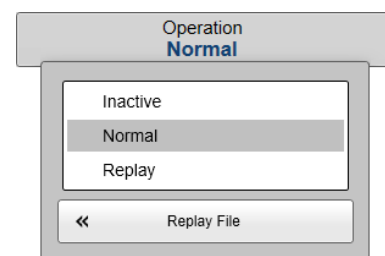 Operation
Normal
Inactive
Normal
Replay
« Replay File